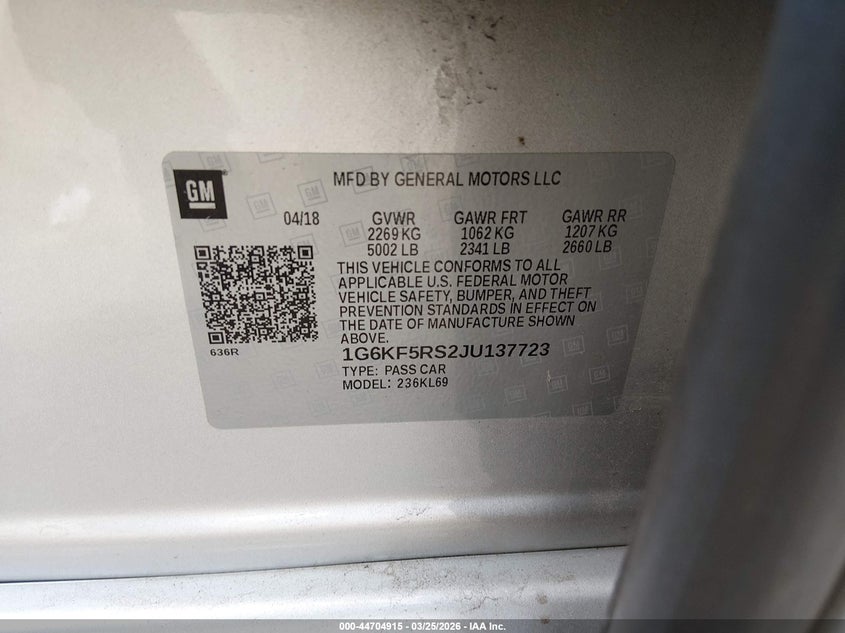 GM
MFD BY GENERAL MOTORS LLC
04/18 GVWR GAWR FRT GAWR RR
2269 KG 1062 KG 1207 KG
5002 LB 2341 LB 2660 LB
THIS VEHICLE CONFORMS TO ALL
APPLICABLE U.S. FEDERAL MOTOR
VEHICLE SAFETY, BUMPER, AND THEFT
PREVENTION STANDARDS IN EFFECT ON
THE DATE OF MANUFACTURE SHOWN
ABOVE.
636R
1G6KF5RS2JU137723
TYPE: PASS CAR
MODEL: 236KL69
000-44704915 - 03/25/2026 - IAA Inc.